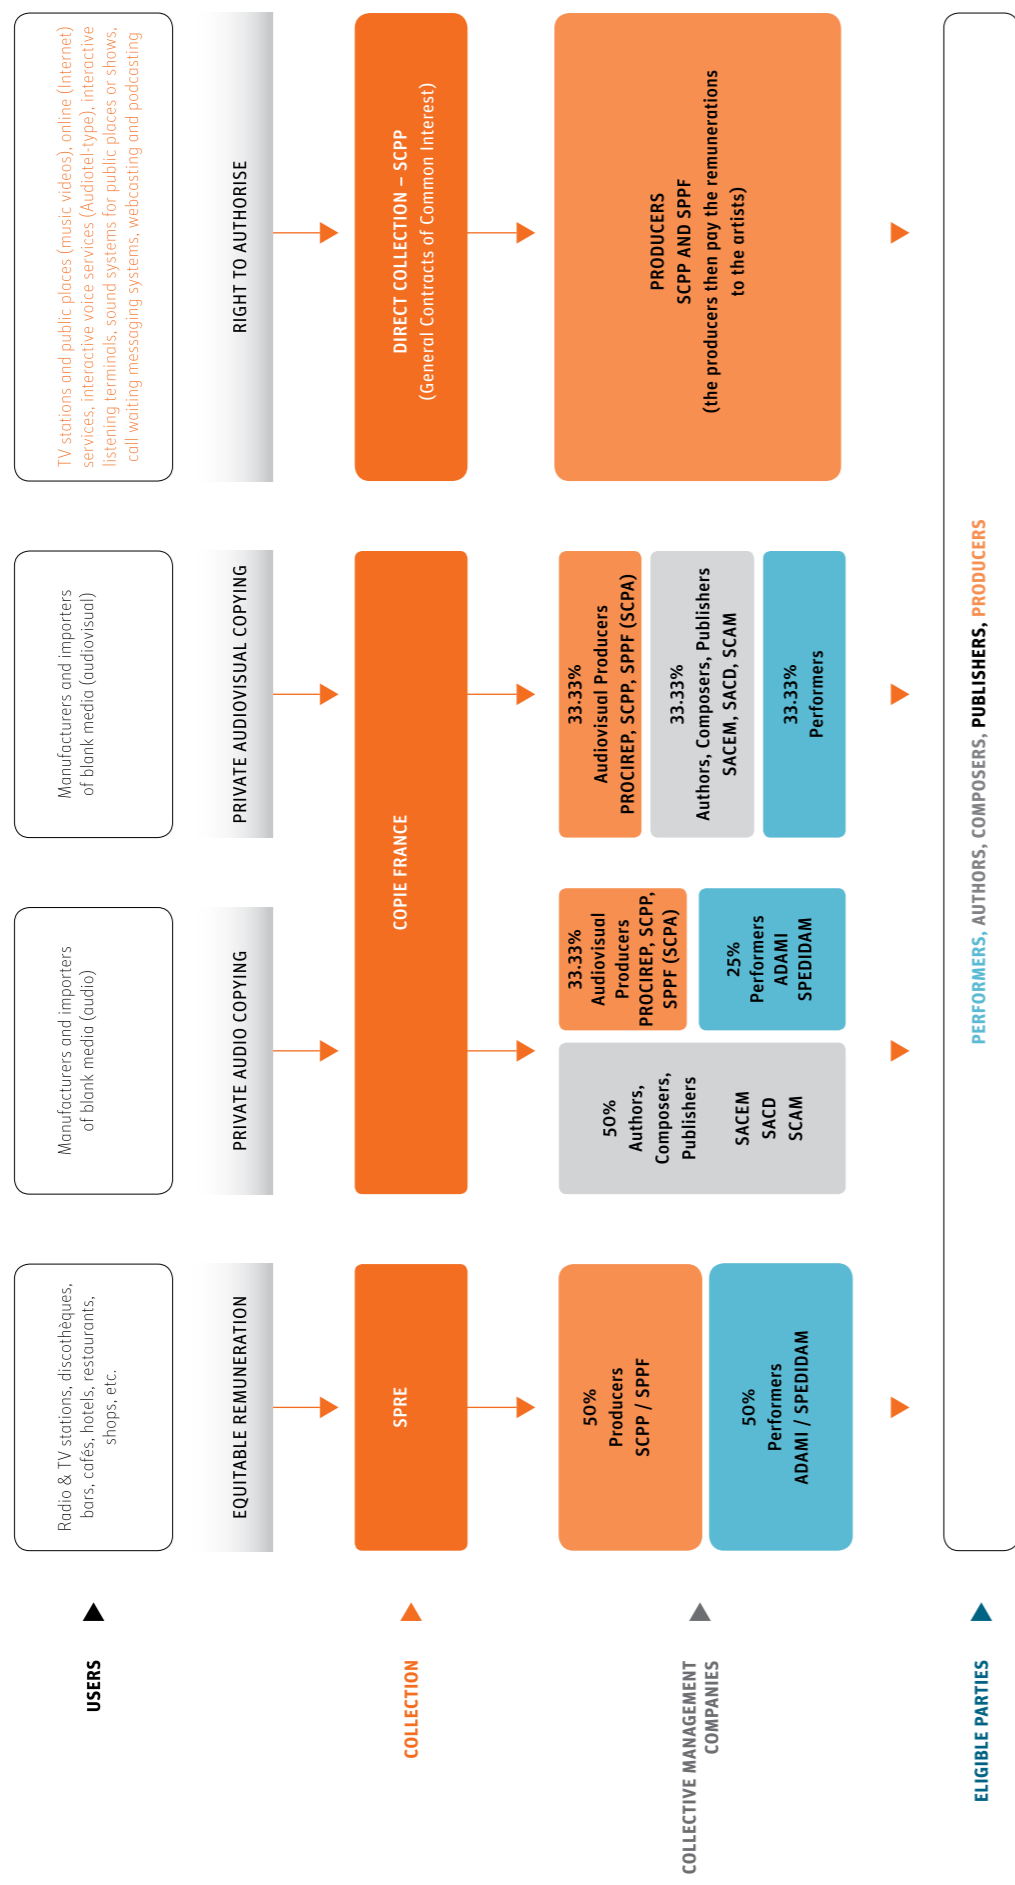 USERS
Radio & TV stations, discothèques,
bars, cafés, hotels, restaurants,
shops, etc.
Manufacturers and importers
of blank media (audio)
Manufacturers and importers
of blank media (audiovisual)
TV stations and public places (music videos), online (Internet)
services, interactive voice services (Audiotel-type), interactive
listening terminals, sound systems for public places or shows,
call waiting messaging systems, webcasting and podcasting
EQUITABLE REMUNERATION
PRIVATE AUDIO COPYING
PRIVATE AUDIOVISUAL COPYING
RIGHT TO AUTHORISE
COLLECTION
SPRE
COPIE FRANCE
DIRECT COLLECTION – SCPP
(General Contracts of Common Interest)
COLLECTIVE MANAGEMENT
COMPANIES
50%
Producers
SCPP / SPPF
50%
Performers
ADAMI / SPEDIDAM
50%
Authors,
Composers,
Publishers
SACEM
SACD
SCAM
33.33%
Audiovisual
Producers
PROCIREP, SCPP,
SPPF (SCPA)
25%
Performers
ADAMI
SPEDIDAM
33.33%
Audiovisual Producers
PROCIREP, SCPP, SPPF (SCPA)
33.33%
Authors, Composers, Publishers
SACEM, SACD, SCAM
33.33%
Performers
PRODUCERS
SCPP AND SPPF
(the producers then pay the remunerations
to the artists)
ELIGIBLE PARTIES
PERFORMERS, AUTHORS, COMPOSERS, PUBLISHERS, PRODUCERS